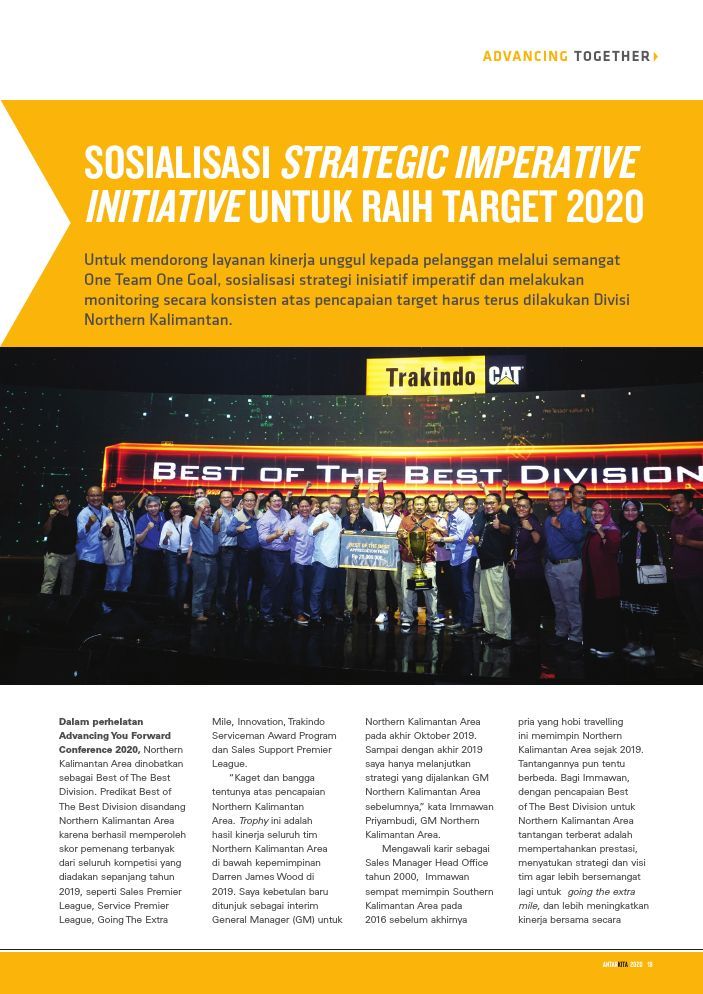 ADVANCING TOGETHER
SOSIALISASI STRATEGIC IMPERATIVE
INITIATIVE UNTUK RAIH TARGET 2020
Untuk mendorong layanan kinerja unggul kepada pelanggan melalui semangat
One Team One Goal, sosialisasi strategi inisiatif imperatif dan melakukan
monitoring secara konsisten atas pencapaian target harus terus dilakukan Divisi
Northern Kalimantan.
Trakindo CAT
BEST OF THE BEST DIVISION
BEST OF THE BEST
APPRECIATION FUND
Dalam perhelatan
Advancing You Forward
Conference 2020, Northern
Kalimantan Area dinobatkan
sebagai Best of The Best
Division. Predikat Best of
The Best Division disandang
Northern Kalimantan Area
karena berhasil memperoleh
skor pemenang terbanyak
dari seluruh kompetisi yang
diadakan sepanjang tahun
2019, seperti Sales Premier
League, Service Premier
League, Going The Extra
Mile, Innovation, Trakindo
Serviceman Award Program
dan Sales Support Premier
League.
“Kaget dan bangga
tentunya atas pencapaian
Northern Kalimantan
Area. Trophy ini adalah
hasil kinerja seluruh tim
Northern Kalimantan Area
di bawah kepemimpinan
Darren James Wood di
2019. Saya kebetulan baru
ditunjuk sebagai interim
General Manager (GM) untuk
Northern Kalimantan Area
pada akhir Oktober 2019.
Sampai dengan akhir 2019
saya hanya melanjutkan
strategi yang dijalankan GM
Northern Kalimantan Area
sebelumnya,” kata Immawan
Priyambudi, GM Northern
Kalimantan Area.
Mengawali karir sebagai
Sales Manager Head Office
tahun 2000, Immawan
sempat memimpin Southern
Kalimantan Area pada
2016 sebelum akhirnya
pria yang hobi travelling
ini memimpin Northern
Kalimantan Area sejak 2019.
Tantangannya pun tentu
berbeda. Bagi Immawan,
dengan pencapaian Best
of The Best Division untuk
Northern Kalimantan Area
tantangan terberat adalah
mempertahankan prestasi,
menyatukan strategi dan visi
tim agar lebih bersemangat
lagi untuk going the extra
mile, dan lebih meningkatkan
kinerja bersama secara
ANTARKITA 2020